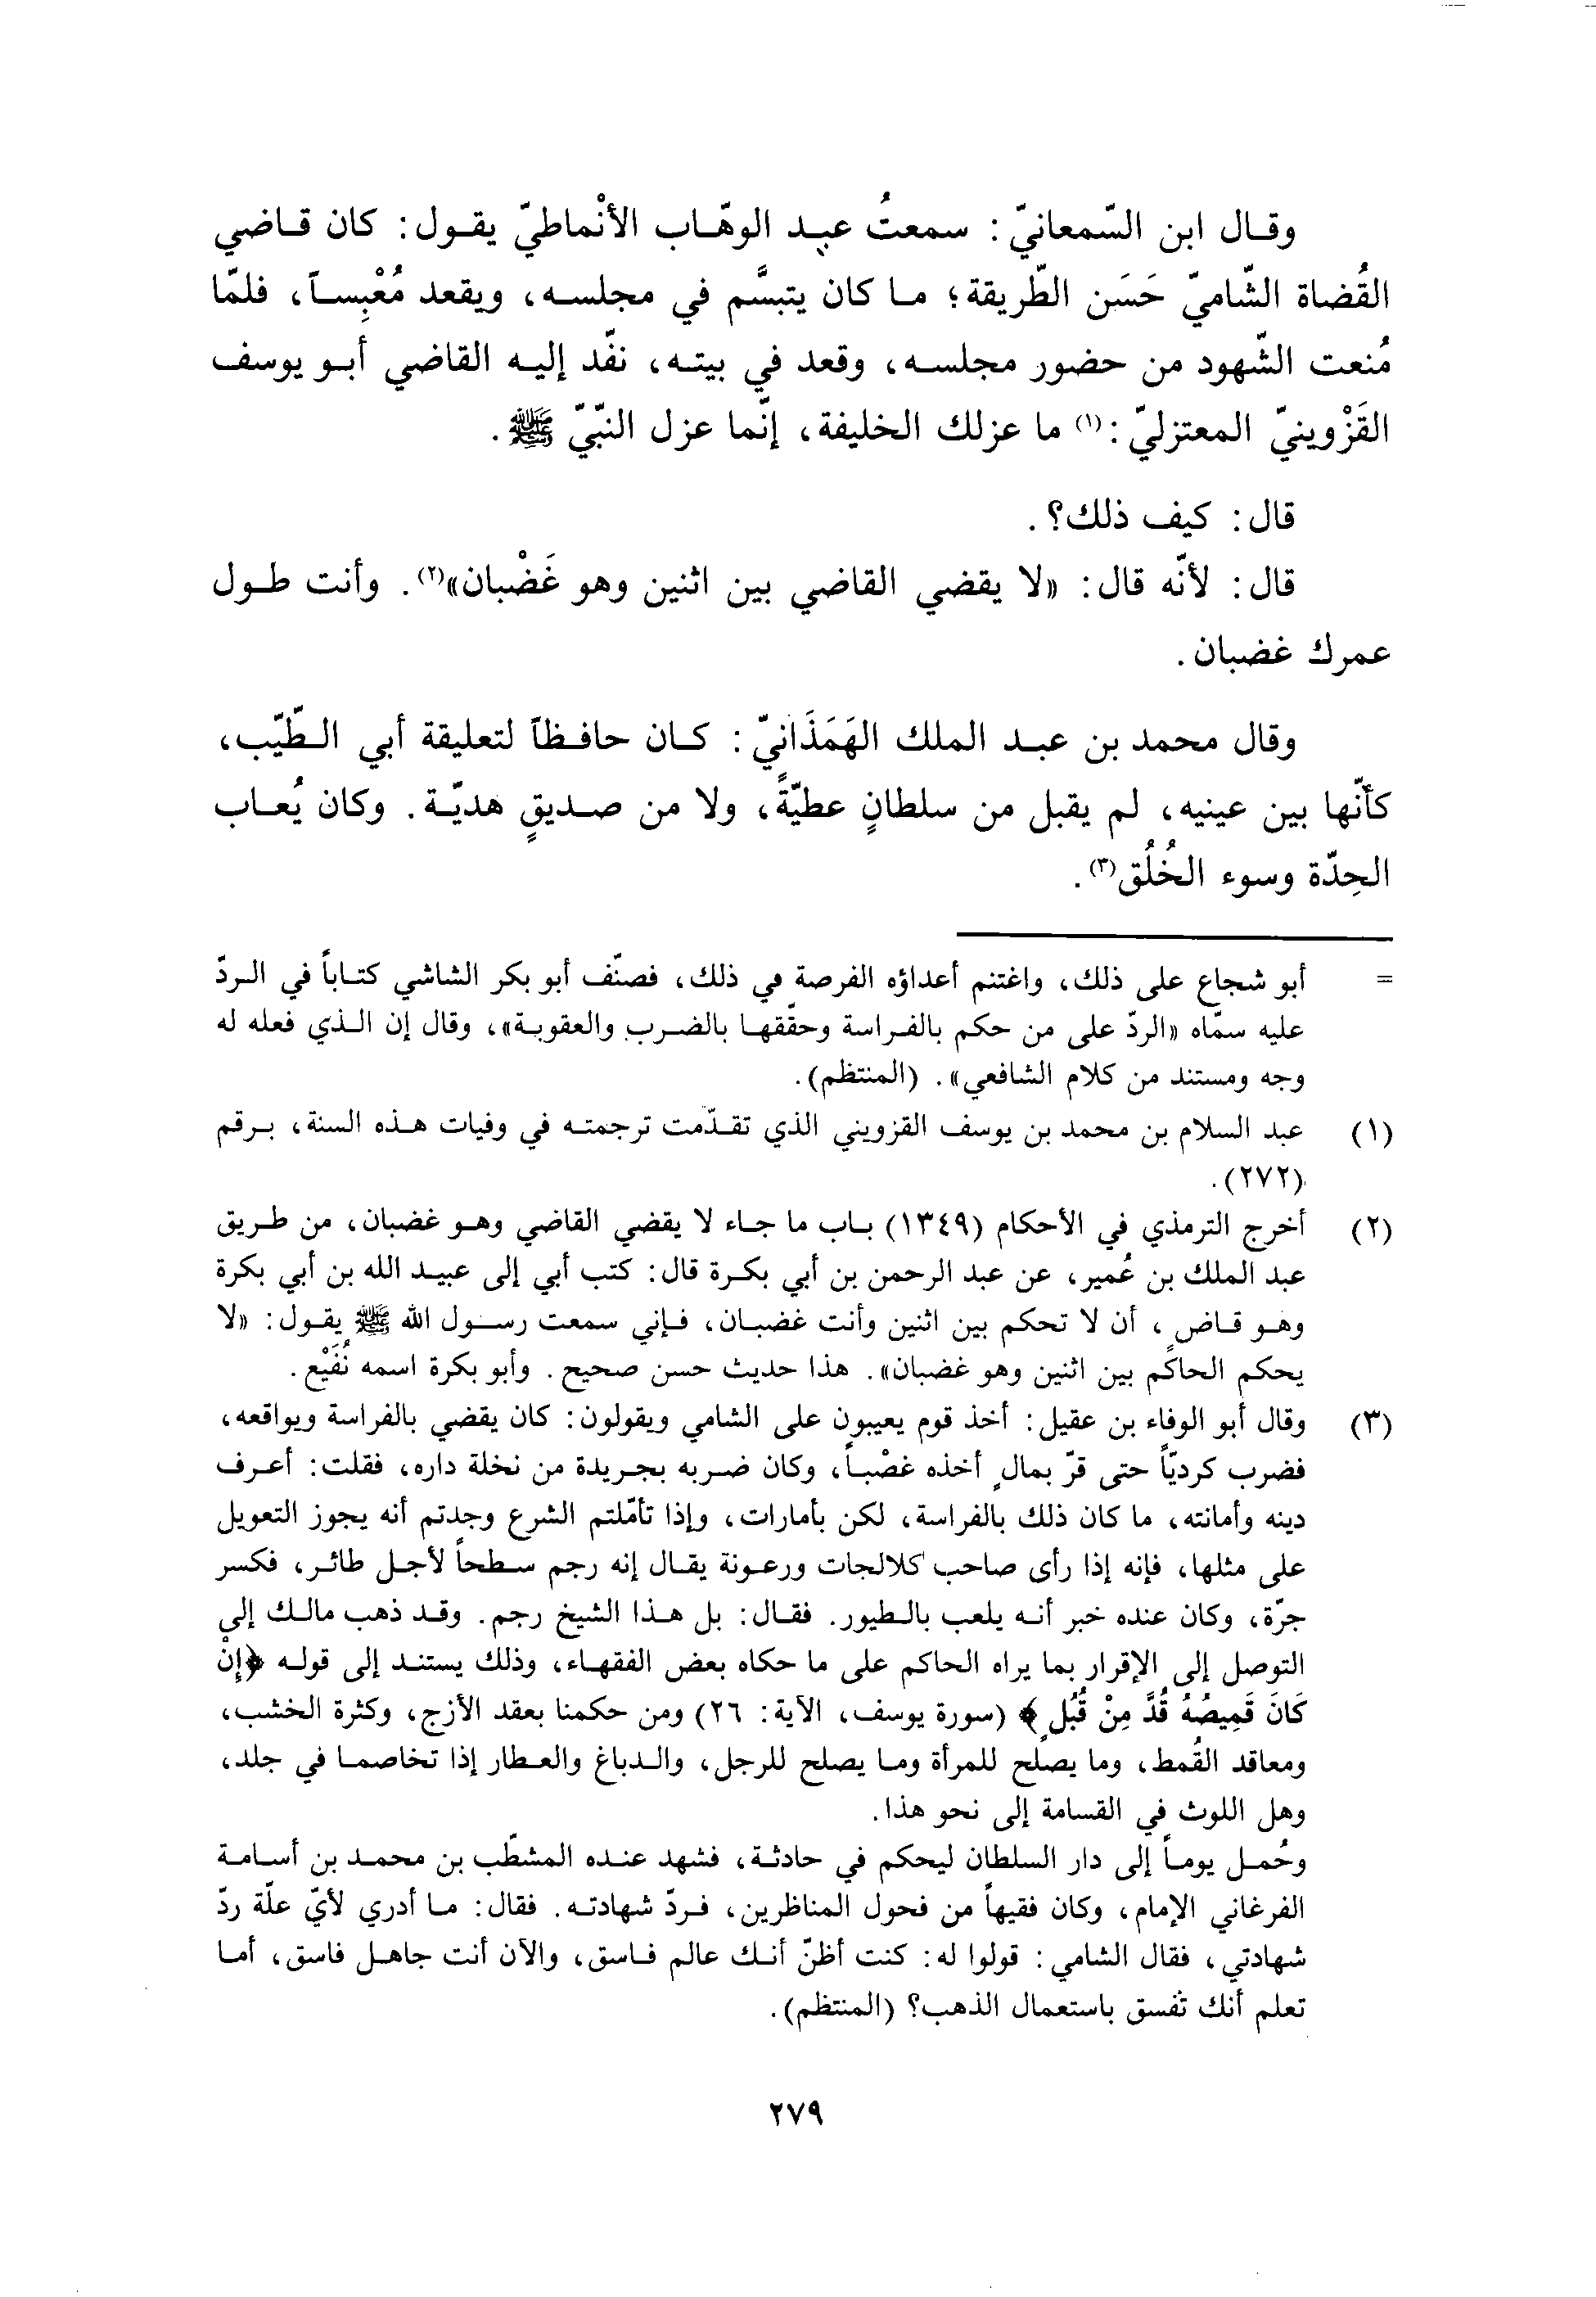 وقال ابن السّمعانيّ: سمعتُ عبد الوهّاب الأنْماطيّ يقول: كان قاضي
القُضاة الشّاميّ حَسَن الطّريقة؛ ما كان يتبسَّم في مجلسه، ويقعد مُعْبِساً، فلمّا
مُنعت الشّهود من حضور مجلسه، وقعد في بيته، نفّد إليه القاضي أبو يوسف
القَزْوينيّ المعتزليّ:(١) ما عزلك الخليفة، إنّما عزل النّبّيّ ﷺ.
قال: كيف ذلك؟.
قال: لأنّه قال: «لا يقضي القاضي بين اثنين وهو غَضْبان»(٢). وأنت طول
عمرك غضبان.
وقال محمد بن عبد الملك الهَمَذَانيّ: كان حافظاً لتعليقة أبي الطّيّب،
كأنّها بين عينيه، لم يقبل من سلطانٍ عطيّةً، ولا من صديقٍ هديّة. وكان يُعاب
الحِدّة وسوء الخُلُق(٣).
= أبو شجاع على ذلك، واغتنم أعداؤه الفرصة في ذلك، فصنّف أبو بكر الشاشي كتاباً في الردّ
عليه سمّاه «الردّ على من حكم بالفراسة وحقّقها بالضرب والعقوبة»، وقال إن الذي فعله له
وجه ومستند من كلام الشافعي». (المنتظم).
(١) عبد السلام بن محمد بن يوسف القزويني الذي تقدّمت ترجمته في وفيات هذه السنة، برقم
(٢٧٢).
(٢) أخرج الترمذي في الأحكام (١٣٤٩) باب ما جاء لا يقضي القاضي وهو غضبان، من طريق
عبد الملك بن عُمير، عن عبد الرحمن بن أبي بكرة قال: كتب أبي إلى عبيد الله بن أبي بكرة
وهو قاضٍ، أن لا تحكم بين اثنين وأنت غضبان، فإني سمعت رسول الله ﷺ يقول: «لا
يحكم الحاكم بين اثنين وهو غضبان». هذا حديث حسن صحيح. وأبو بكرة اسمه نُفَيْع.
(٣) وقال أبو الوفاء بن عقيل: أخذ قوم يعيبون على الشامي ويقولون: كان يقضي بالفراسة ويواقعه،
فضرب كرديّاً حتى قرّ بمالٍ أخذه غصْباً، وكان ضربه بجريدة من نخلة داره، فقلت: أعرف
دينه وأمانته، ما كان ذلك بالفراسة، لكن بأمارات، وإذا تأمّلتم الشرع وجدتم أنه يجوز التعويل
على مثلها، فإنه إذا رأى صاحب كلالجات ورعونة يقال إنه رجم سطحاً لأجل طائر، فكسر
جرّة، وكان عنده خبر أنه يلعب بالطيور. فقال: بل هذا الشيخ رجم. وقد ذهب مالك إلى
التوصل إلى الإقرار بما يراه الحاكم على ما حكاه بعض الفقهاء، وذلك يستند إلى قوله ﴿إِنْ
كَانَ قَمِيصُهُ قُدَّ مِنْ قُبُلٍ﴾ (سورة يوسف، الآية: ٢٦) ومن حكمنا بعقد الأزج، وكثرة الخشب،
ومعاقد القُمط، وما يصلح للمرأة وما يصلح للرجل، والدباغ والعطار إذا تخاصما في جلد،
وهل اللوث في القسامة إلى نحو هذا.
وحُمل يوماً إلى دار السلطان ليحكم في حادثة، فشهد عنده المشطّب بن محمد بن أسامة
الفرغاني الإمام، وكان فقيهاً من فحول المناظرين، فردّ شهادته. فقال: ما أدري لأيّ علّة ردّ
شهادتي، فقال الشامي: قولوا له: كنت أظنّ أنك عالم فاسق، والآن أنت جاهل فاسق، أما
تعلم أنك تفسق باستعمال الذهب؟ (المنتظم).
٢٧٩